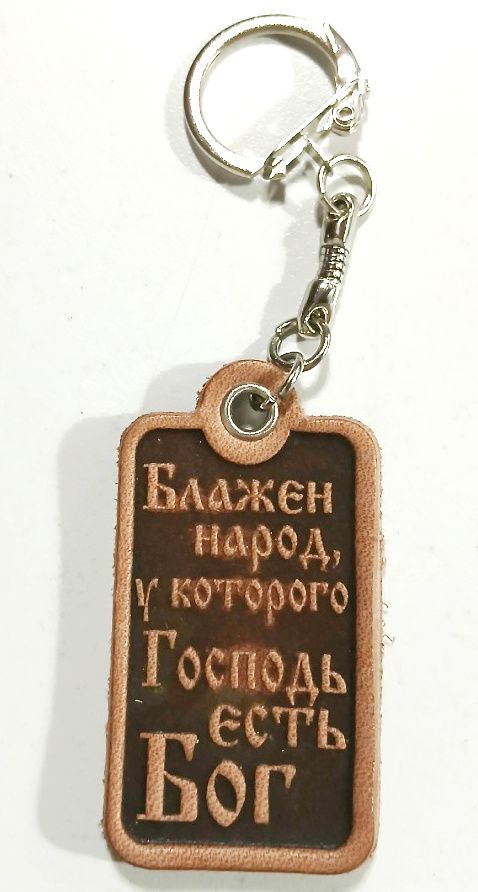 Блажен
народ,
у которого
Господь
есть
Бог